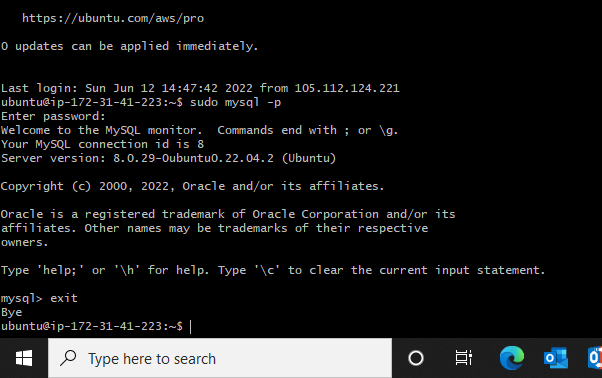 https://ubuntu.com/aws/pro
0 updates can be applied immediately.
Last login: Sun Jun 12 14:47:42 2022 from 105.112.124.221
ubuntu@ip-172-31-41-223:~$ sudo mysql -p
Enter password:
Welcome to the MySQL monitor.  Commands end with ; or \g.
Your MySQL connection id is 8
Server version: 8.0.29-0ubuntu0.22.04.2 (Ubuntu)
Copyright (c) 2000, 2022, Oracle and/or its affiliates.
Oracle is a registered trademark of Oracle Corporation and/or its
affiliates. Other names may be trademarks of their respective
owners.
Type 'help;' or '\h' for help. Type '\c' to clear the current input statement.
mysql> exit
Bye
ubuntu@ip-172-31-41-223:~$
Type here to search